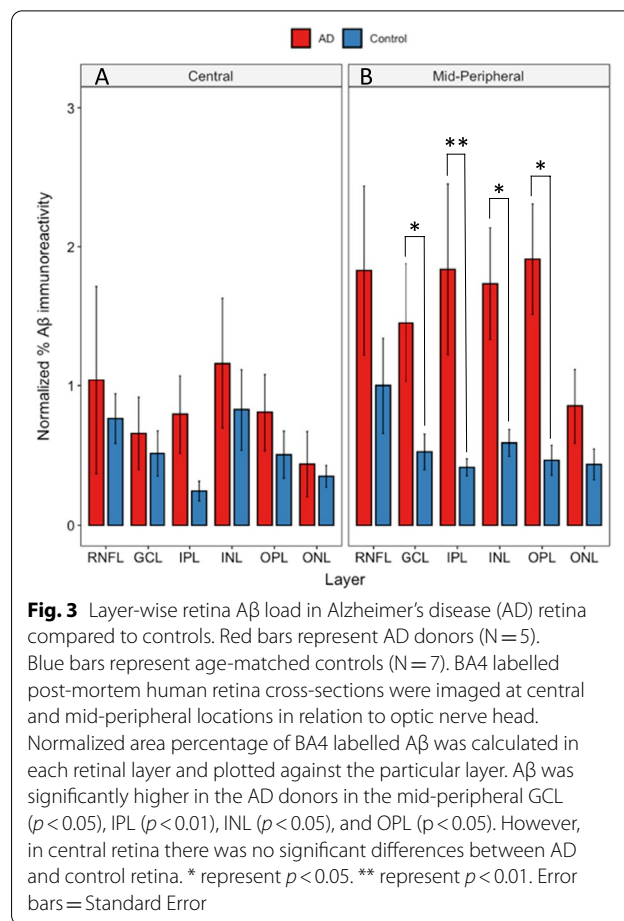 AD Control
A Central
B Mid-Peripheral
3
2
1
0
Normalized % Aβ immunoreactivity
*
**
*
*
RNFL GCL IPL INL OPL ONL
RNFL GCL IPL INL OPL ONL
Layer
Fig. 3 Layer-wise retina Aβ load in Alzheimer's disease (AD) retina
compared to controls. Red bars represent AD donors (N = 5).
Blue bars represent age-matched controls (N = 7). BA4 labelled
post-mortem human retina cross-sections were imaged at central
and mid-peripheral locations in relation to optic nerve head.
Normalized area percentage of BA4 labelled Aβ was calculated in
each retinal layer and plotted against the particular layer. Aβ was
significantly higher in the AD donors in the mid-peripheral GCL
(p < 0.05), IPL (p < 0.01), INL (p < 0.05), and OPL (p < 0.05). However,
in central retina there was no significant differences between AD
and control retina. * represent p < 0.05. ** represent p < 0.01. Error
bars = Standard Error